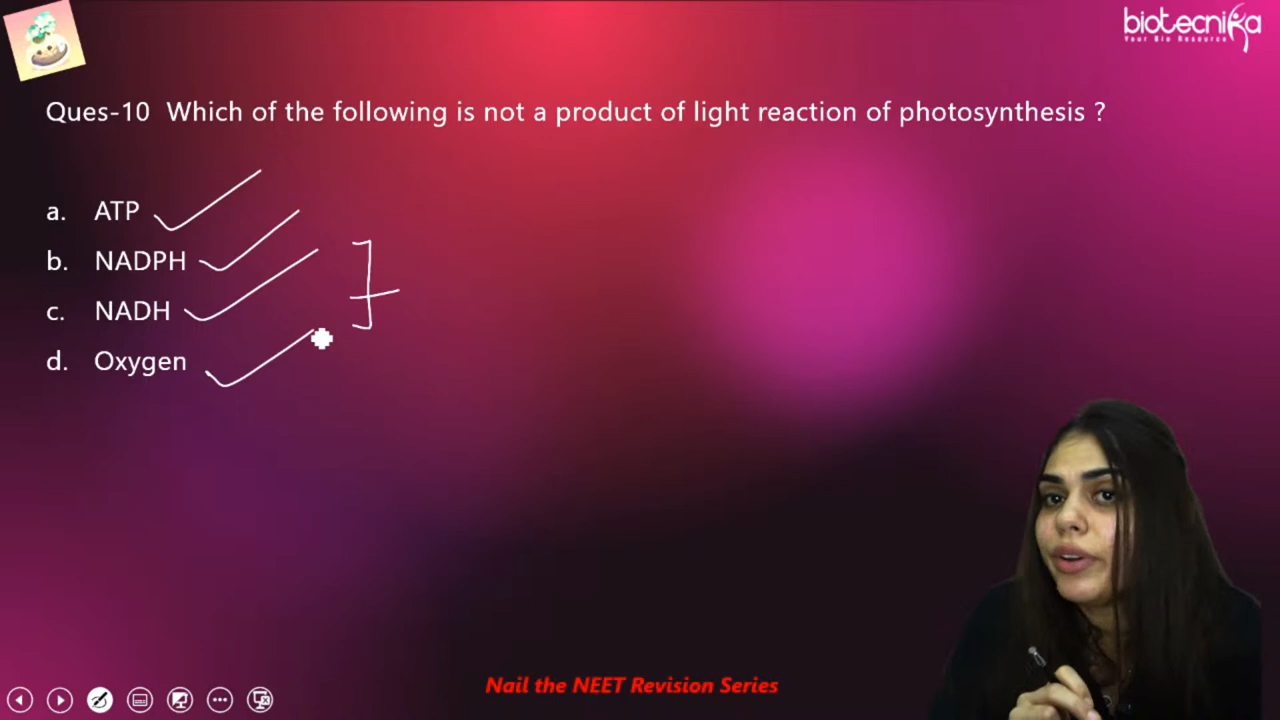 biotecnika
Your Bio Resource
Ques-10 Which of the following is not a product of light reaction of photosynthesis ?
a. ATP
b. NADPH
c. NADH
d. Oxygen
Nail the NEET Revision Series